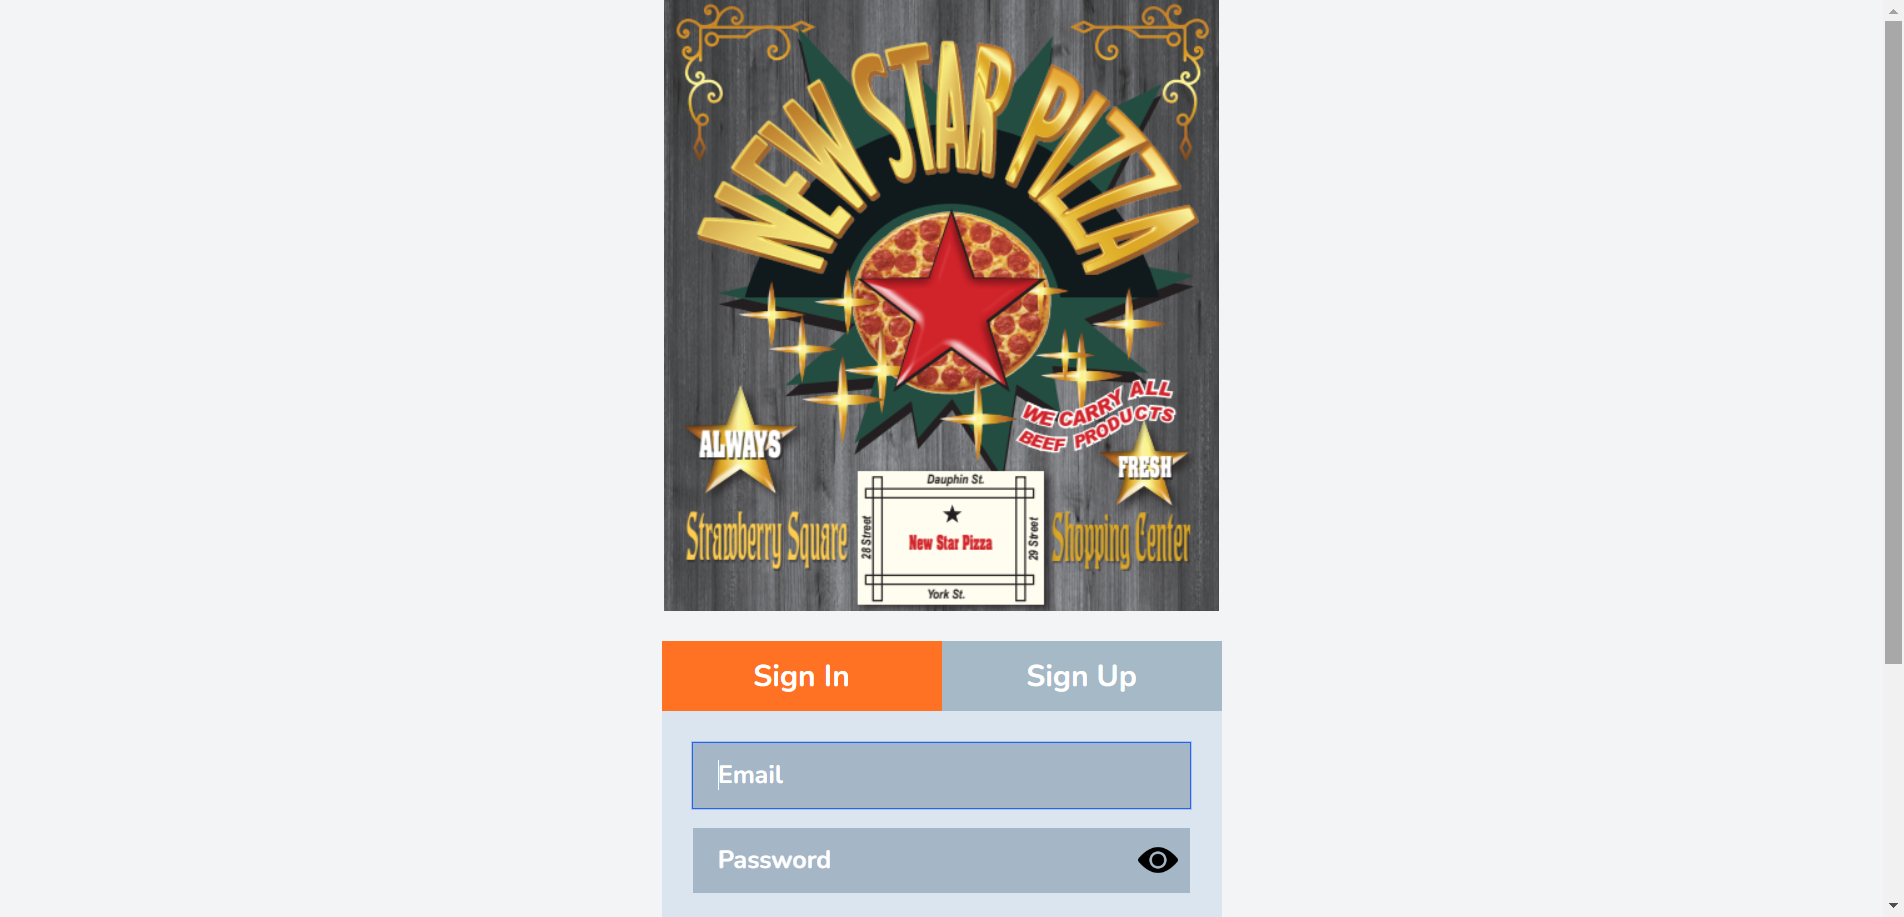 NEW STAR PIZZA
WE CARRY ALL
BEEF PRODUCTS
ALWAYS
FRESH
Strawberry Square
Shopping Center
Dauphin St.
28 Street
New Star Pizza
29 Street
York St.
Sign In
Sign Up
Email
Password